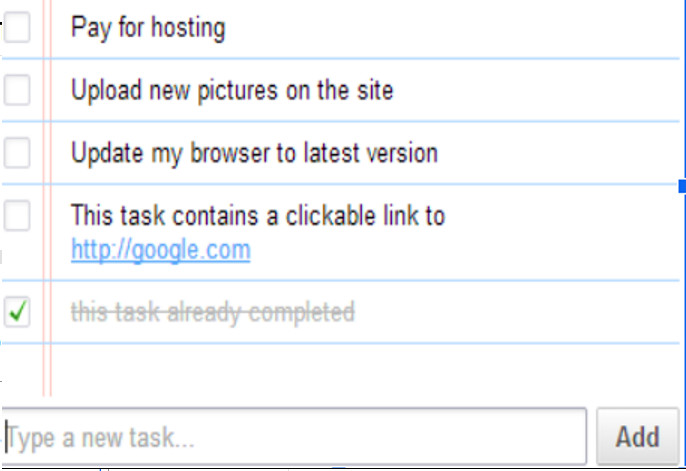 Pay for hosting
Upload new pictures on the site
Update my browser to latest version
This task contains a clickable link to
http://google.com
this task already completed
Type a new task...
Add